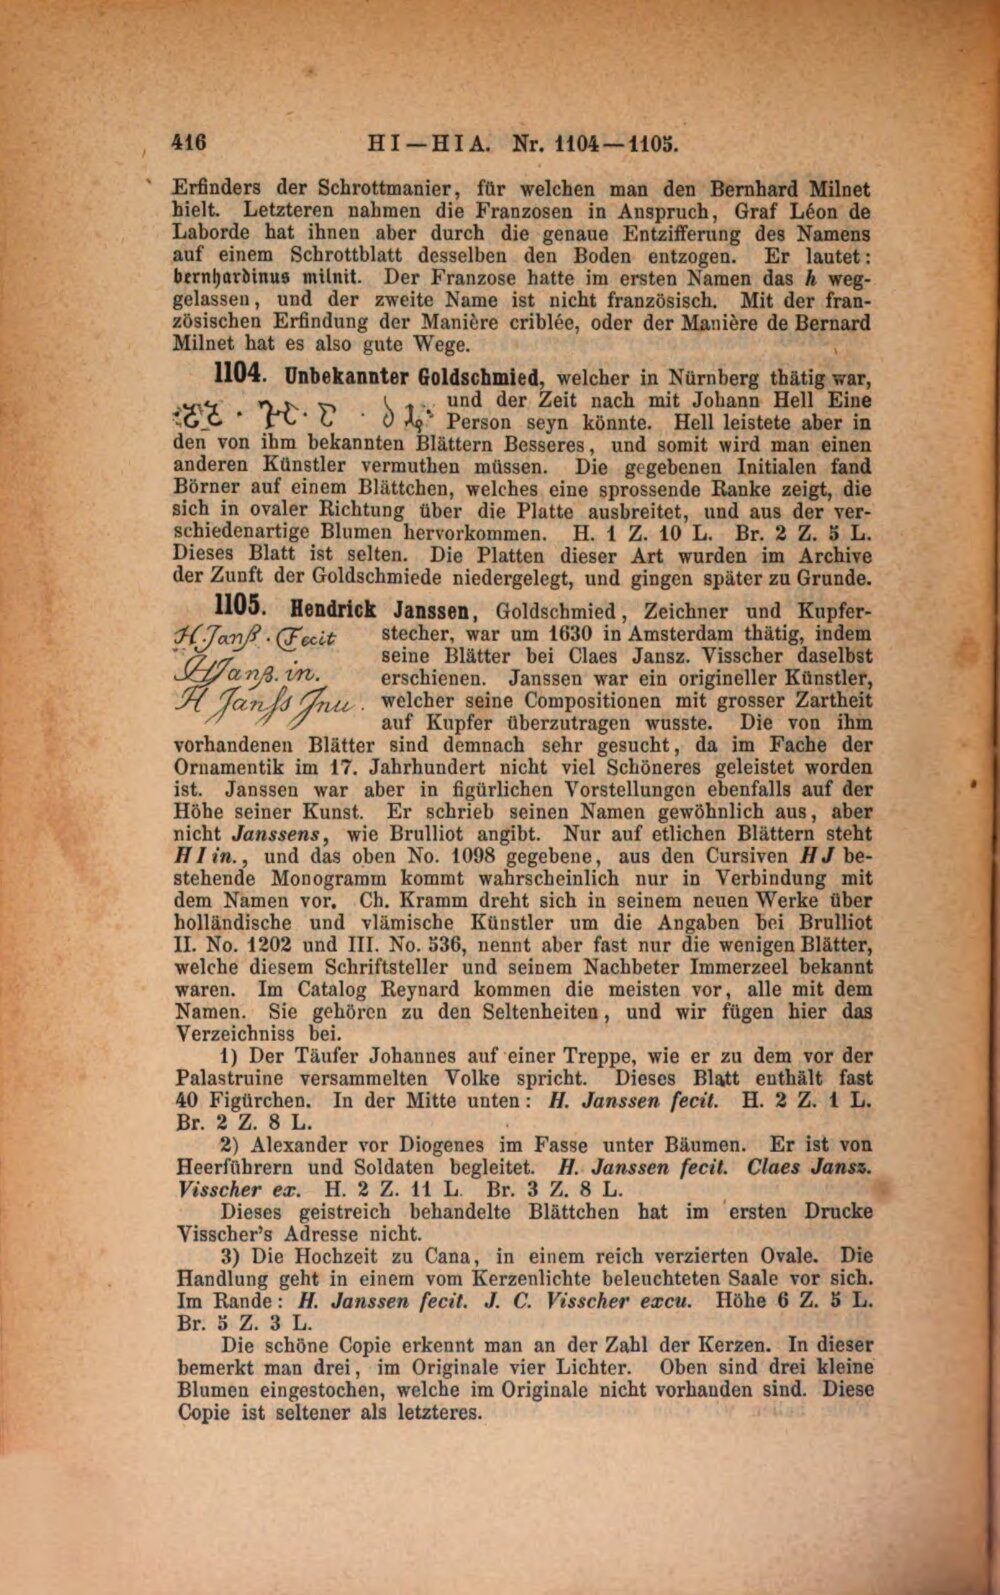 416 HI—HIA. Nr. 1104—1105.
Erfinders der Schrottmanier, für welchen man den Bernhard Milnet
hielt. Letzteren nahmen die Franzosen in Anspruch, Graf Léon de
Laborde hat ihnen aber durch die genaue Entzifferung des Namens
auf einem Schrottblatt desselben den Boden entzogen. Er lautet:
bernhardinus milnit. Der Franzose hatte im ersten Namen das h weg-
gelassen, und der zweite Name ist nicht französisch. Mit der fran-
zösischen Erfindung der Manière criblée, oder der Manière de Bernard
Milnet hat es also gute Wege.
1104. Unbekannter Goldschmied, welcher in Nürnberg thätig war,
und der Zeit nach mit Johann Hell Eine
Person seyn könnte. Hell leistete aber in
den von ihm bekannten Blättern Besseres, und somit wird man einen
anderen Künstler vermuthen müssen. Die gegebenen Initialen fand
Börner auf einem Blättchen, welches eine sprossende Ranke zeigt, die
sich in ovaler Richtung über die Platte ausbreitet, und aus der ver-
schiedenartige Blumen hervorkommen. H. 1 Z. 10 L. Br. 2 Z. 5 L.
Dieses Blatt ist selten. Die Platten dieser Art wurden im Archive
der Zunft der Goldschmiede niedergelegt, und gingen später zu Grunde.
1105. Hendrick Janssen, Goldschmied, Zeichner und Kupfer-
H. Janß. Fecit stecher, war um 1630 in Amsterdam thätig, indem
seine Blätter bei Claes Jansz. Visscher daselbst
HJanß. in. erschienen. Janssen war ein origineller Künstler,
H Janßs Jnu. welcher seine Compositionen mit grosser Zartheit
auf Kupfer überzutragen wusste. Die von ihm
vorhandenen Blätter sind demnach sehr gesucht, da im Fache der
Ornamentik im 17. Jahrhundert nicht viel Schöneres geleistet worden
ist. Janssen war aber in figürlichen Vorstellungen ebenfalls auf der
Höhe seiner Kunst. Er schrieb seinen Namen gewöhnlich aus, aber
nicht Janssens, wie Brulliot angibt. Nur auf etlichen Blättern steht
HI in., und das oben No. 1098 gegebene, aus den Cursiven HJ be-
stehende Monogramm kommt wahrscheinlich nur in Verbindung mit
dem Namen vor. Ch. Kramm dreht sich in seinem neuen Werke über
holländische und vlämische Künstler um die Angaben bei Brulliot
II. No. 1202 und III. No. 536, nennt aber fast nur die wenigen Blätter,
welche diesem Schriftsteller und seinem Nachbeter Immerzeel bekannt
waren. Im Catalog Reynard kommen die meisten vor, alle mit dem
Namen. Sie gehören zu den Seltenheiten, und wir fügen hier das
Verzeichniss bei.
1) Der Täufer Johannes auf einer Treppe, wie er zu dem vor der
Palastruine versammelten Volke spricht. Dieses Blatt enthält fast
40 Figürchen. In der Mitte unten: H. Janssen fecit. H. 2 Z. 1 L.
Br. 2 Z. 8 L.
2) Alexander vor Diogenes im Fasse unter Bäumen. Er ist von
Heerführern und Soldaten begleitet. H. Janssen fecit. Claes Jansz.
Visscher ex. H. 2 Z. 11 L. Br. 3 Z. 8 L.
Dieses geistreich behandelte Blättchen hat im ersten Drucke
Visscher's Adresse nicht.
3) Die Hochzeit zu Cana, in einem reich verzierten Ovale. Die
Handlung geht in einem vom Kerzenlichte beleuchteten Saale vor sich.
Im Rande: H. Janssen fecit. J. C. Visscher excu. Höhe 6 Z. 5 L.
Br. 5 Z. 3 L.
Die schöne Copie erkennt man an der Zahl der Kerzen. In dieser
bemerkt man drei, im Originale vier Lichter. Oben sind drei kleine
Blumen eingestochen, welche im Originale nicht vorhanden sind. Diese
Copie ist seltener als letzteres.